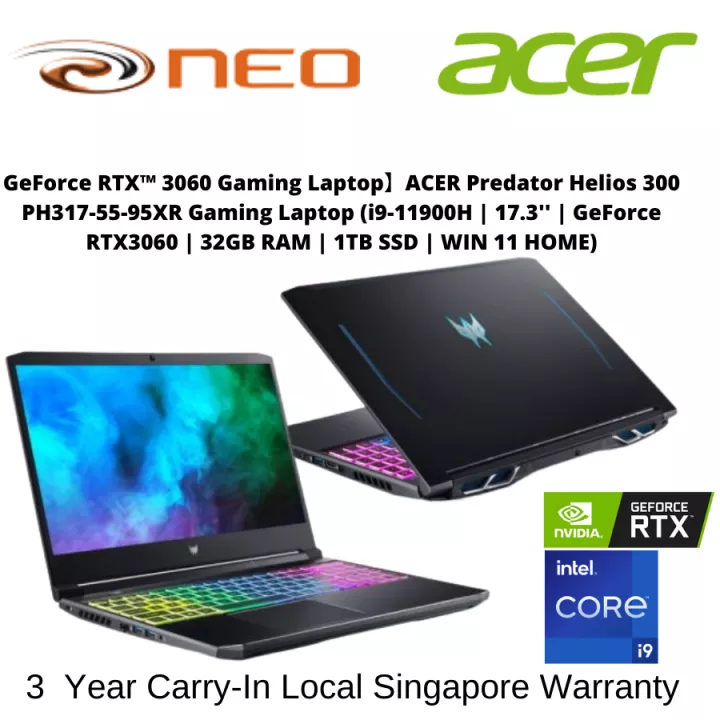 NEO acer
GeForce RTX™ 3060 Gaming Laptop】ACER Predator Helios 300
PH317-55-95XR Gaming Laptop (i9-11900H | 17.3'' | GeForce
RTX3060 | 32GB RAM | 1TB SSD | WIN 11 HOME)
NVIDIA. GEFORCE
RTX™
intel.
CORE™
i9
3 Year Carry-In Local Singapore Warranty